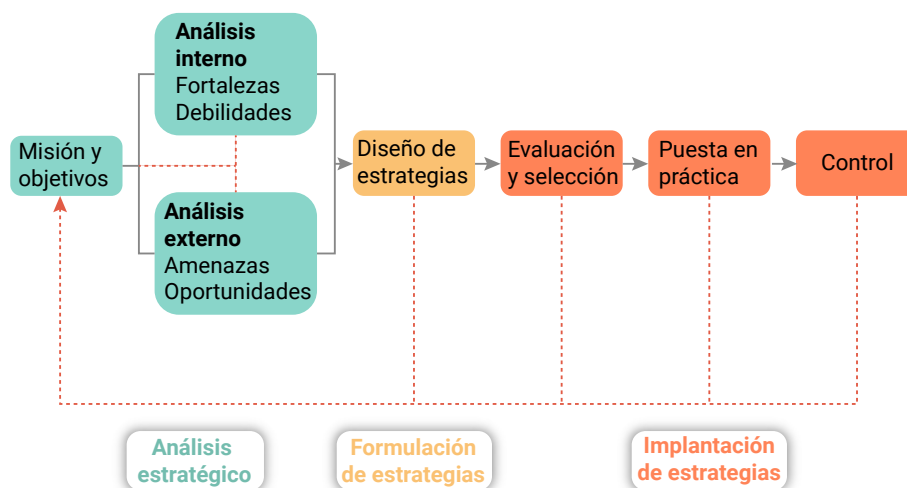 Análisis
interno
Fortalezas
Debilidades
Misión y
objetivos
Análisis
externo
Amenazas
Oportunidades
Diseño de
estrategias
Evaluación
y selección
Puesta en
práctica
Control
Análisis
estratégico
Formulación
de estrategias
Implantación
de estrategias